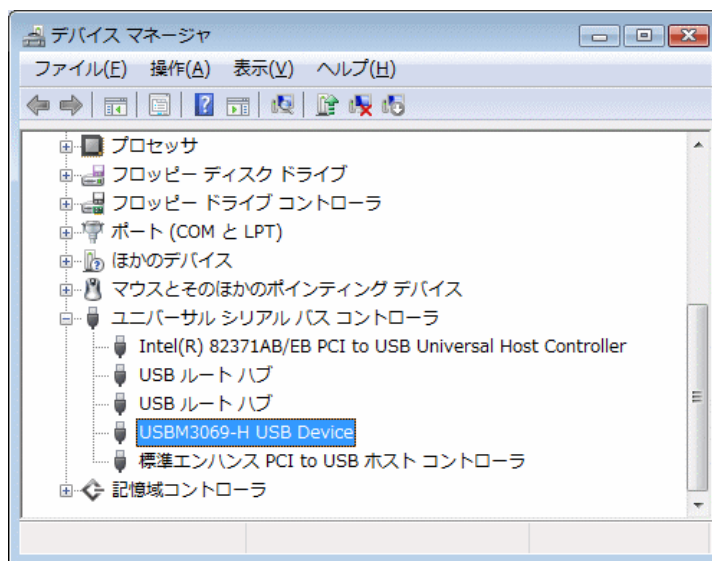 デバイス マネージャ
ファイル(F) 操作(A) 表示(V) ヘルプ(H)
プロセッサ
フロッピー ディスク ドライブ
フロッピー ドライブ コントローラ
ポート (COM と LPT)
ほかのデバイス
マウスとそのほかのポインティング デバイス
ユニバーサル シリアル バス コントローラ
Intel(R) 82371AB/EB PCI to USB Universal Host Controller
USB ルート ハブ
USB ルート ハブ
USBM3069-H USB Device
標準エンハンス PCI to USB ホスト コントローラ
記憶域コントローラ